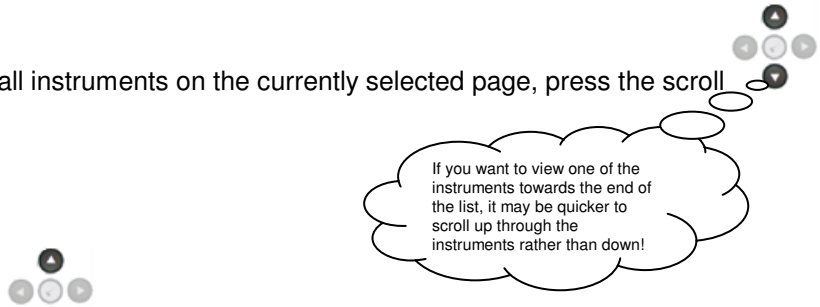 all instruments on the currently selected page, press the scroll
If you want to view one of the
instruments towards the end of
the list, it may be quicker to
scroll up through the
instruments rather than down!